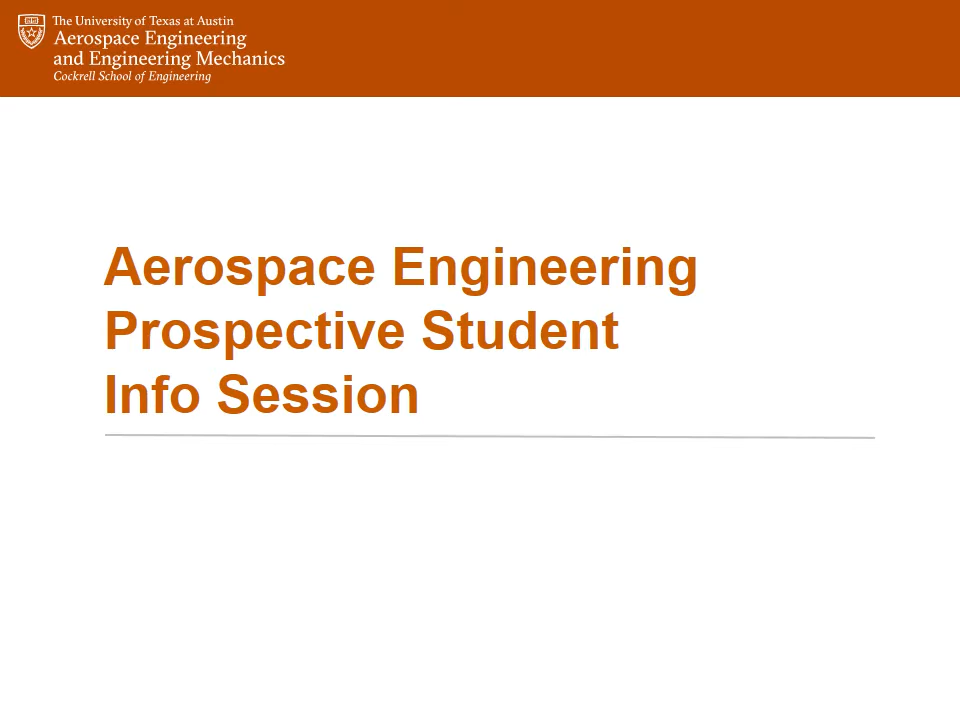 The University of Texas at Austin
Aerospace Engineering
and Engineering Mechanics
Cockrell School of Engineering
Aerospace Engineering
Prospective Student
Info Session